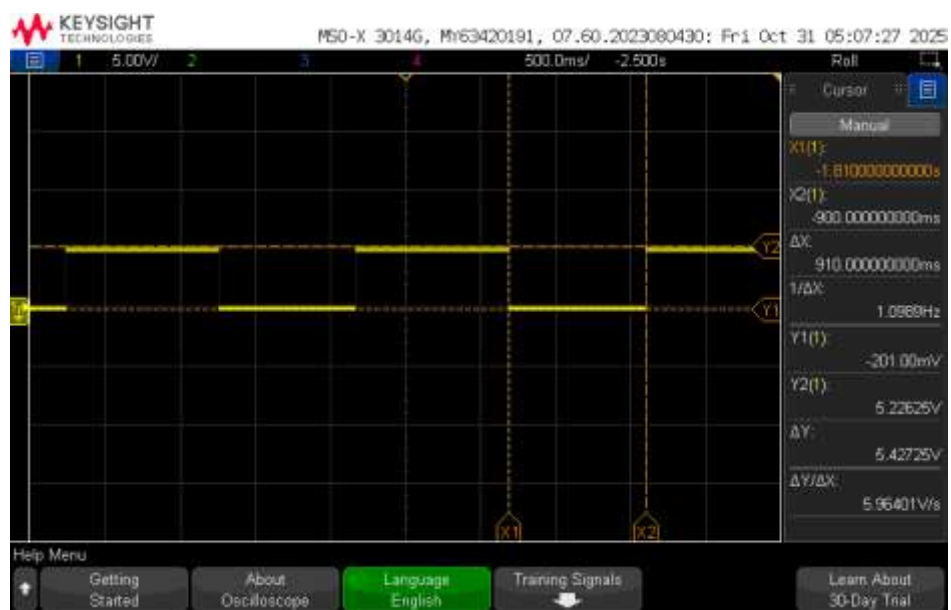 KEYSIGHT
TECHNOLOGIES
MSO-X 3014G, MY63420191, 07.60.2023080430: Fri Oct 31 05:07:27 2025
1 5.00V/ 2 3 4 500.0ms/ -2.500s Roll
Cursor
Manual
X1(1):
-1.810000000000s
X2(1):
-900.000000000ms
ΔX:
910.000000000ms
1/ΔX:
1.0989Hz
Y1(1):
-201.00mV
Y2(1):
5.22625V
ΔY:
5.42725V
ΔY/ΔX:
5.96401V/s
Y2
Y1
X1 X2
Help Menu
Getting Started
About Oscilloscope
Language English
Training Signals
Learn About 30-Day Trial